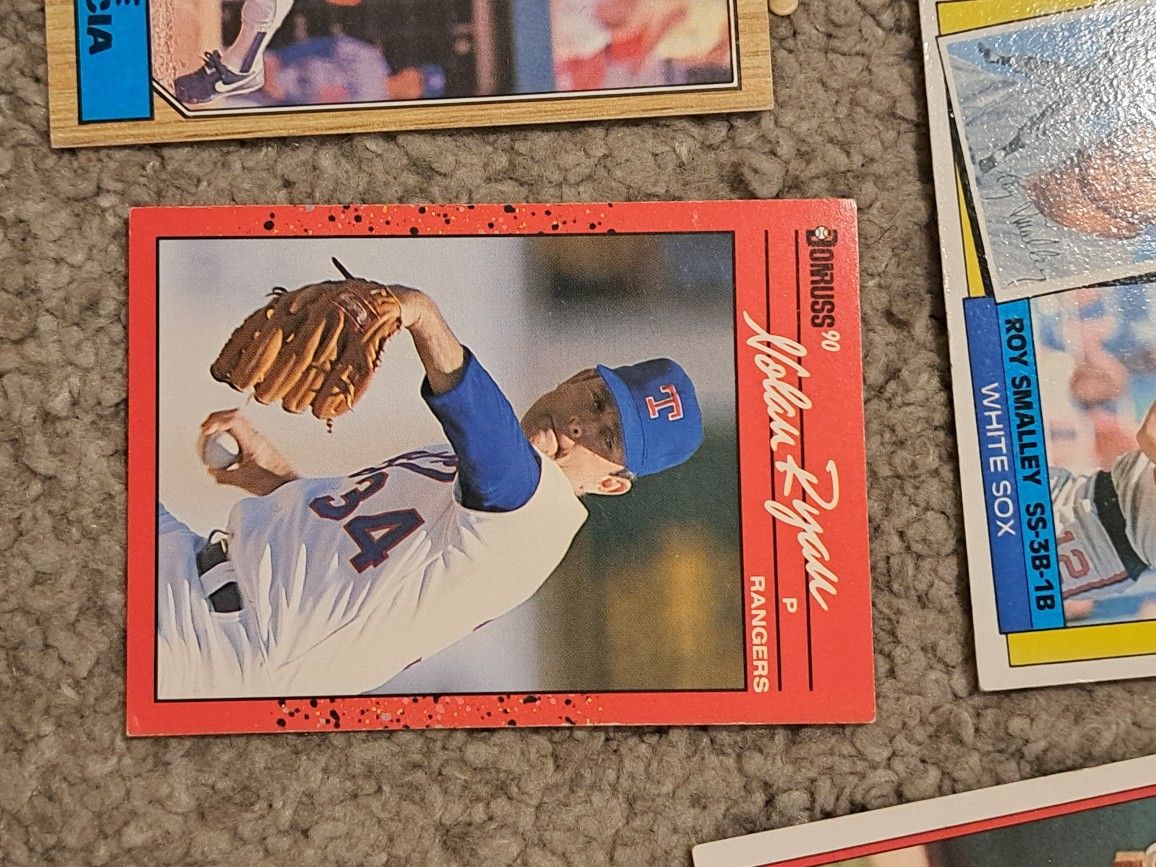 DONRUSS '90
Nolan Ryan
P
RANGERS
T
34
CIA
ROY SMALLEY SS-3B-1B
WHITE SOX
12